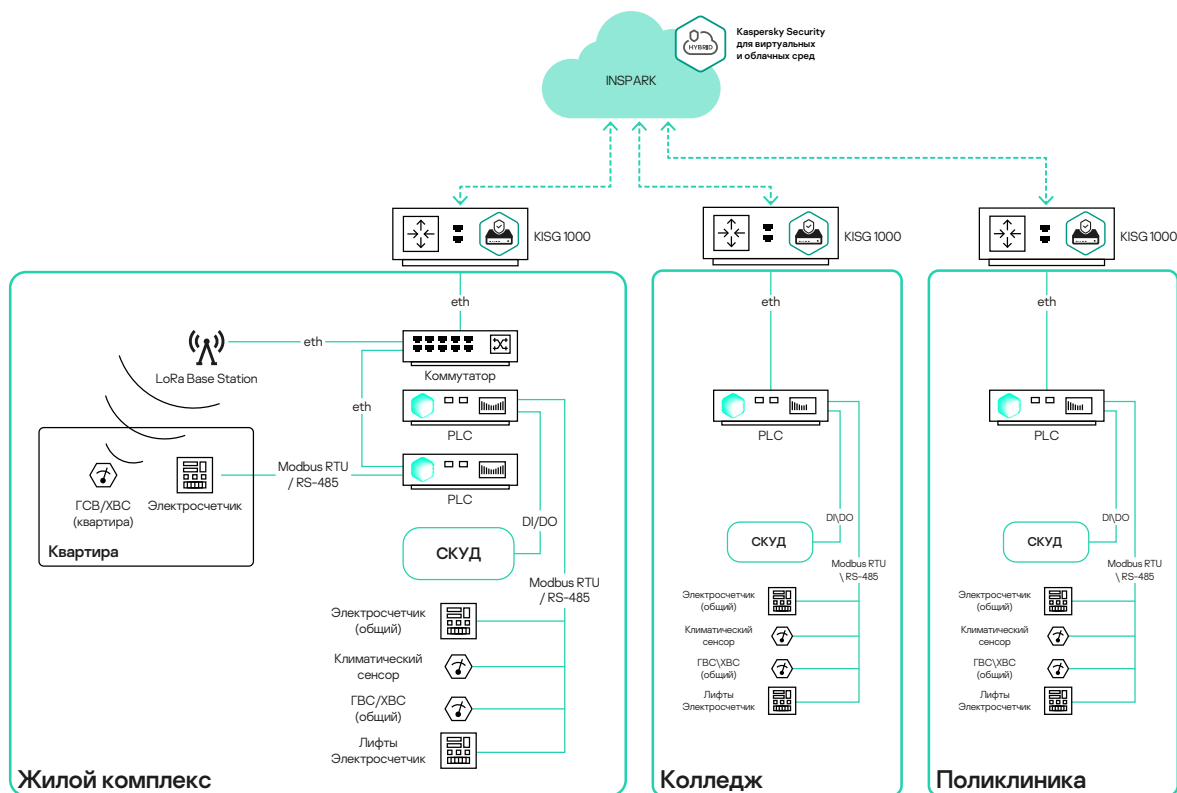 HYBRID
Kaspersky Security
для виртуальных
и облачных сред
INSPARK
KISG 1000
KISG 1000
KISG 1000
eth
eth
eth
LoRa Base Station
eth
Коммутатор
eth
PLC
PLC
Modbus RTU
/ RS-485
ГСВ/ХВС
(квартира)
Электросчетчик
Квартира
DI/DO
СКУД
Modbus RTU
/ RS-485
Электросчетчик
(общий)
Климатический
сенсор
ГВС/ХВС
(общий)
Лифты
Электросчетчик
Жилой комплекс
PLC
DI\DO
СКУД
Modbus RTU
\ RS-485
Электросчетчик
(общий)
Климатический
сенсор
ГВС\ХВС
(общий)
Лифты
Электросчетчик
Колледж
PLC
DI\DO
СКУД
Modbus RTU
\ RS-485
Электросчетчик
(общий)
Климатический
сенсор
ГВС\ХВС
(общий)
Лифты
Электросчетчик
Поликлиника